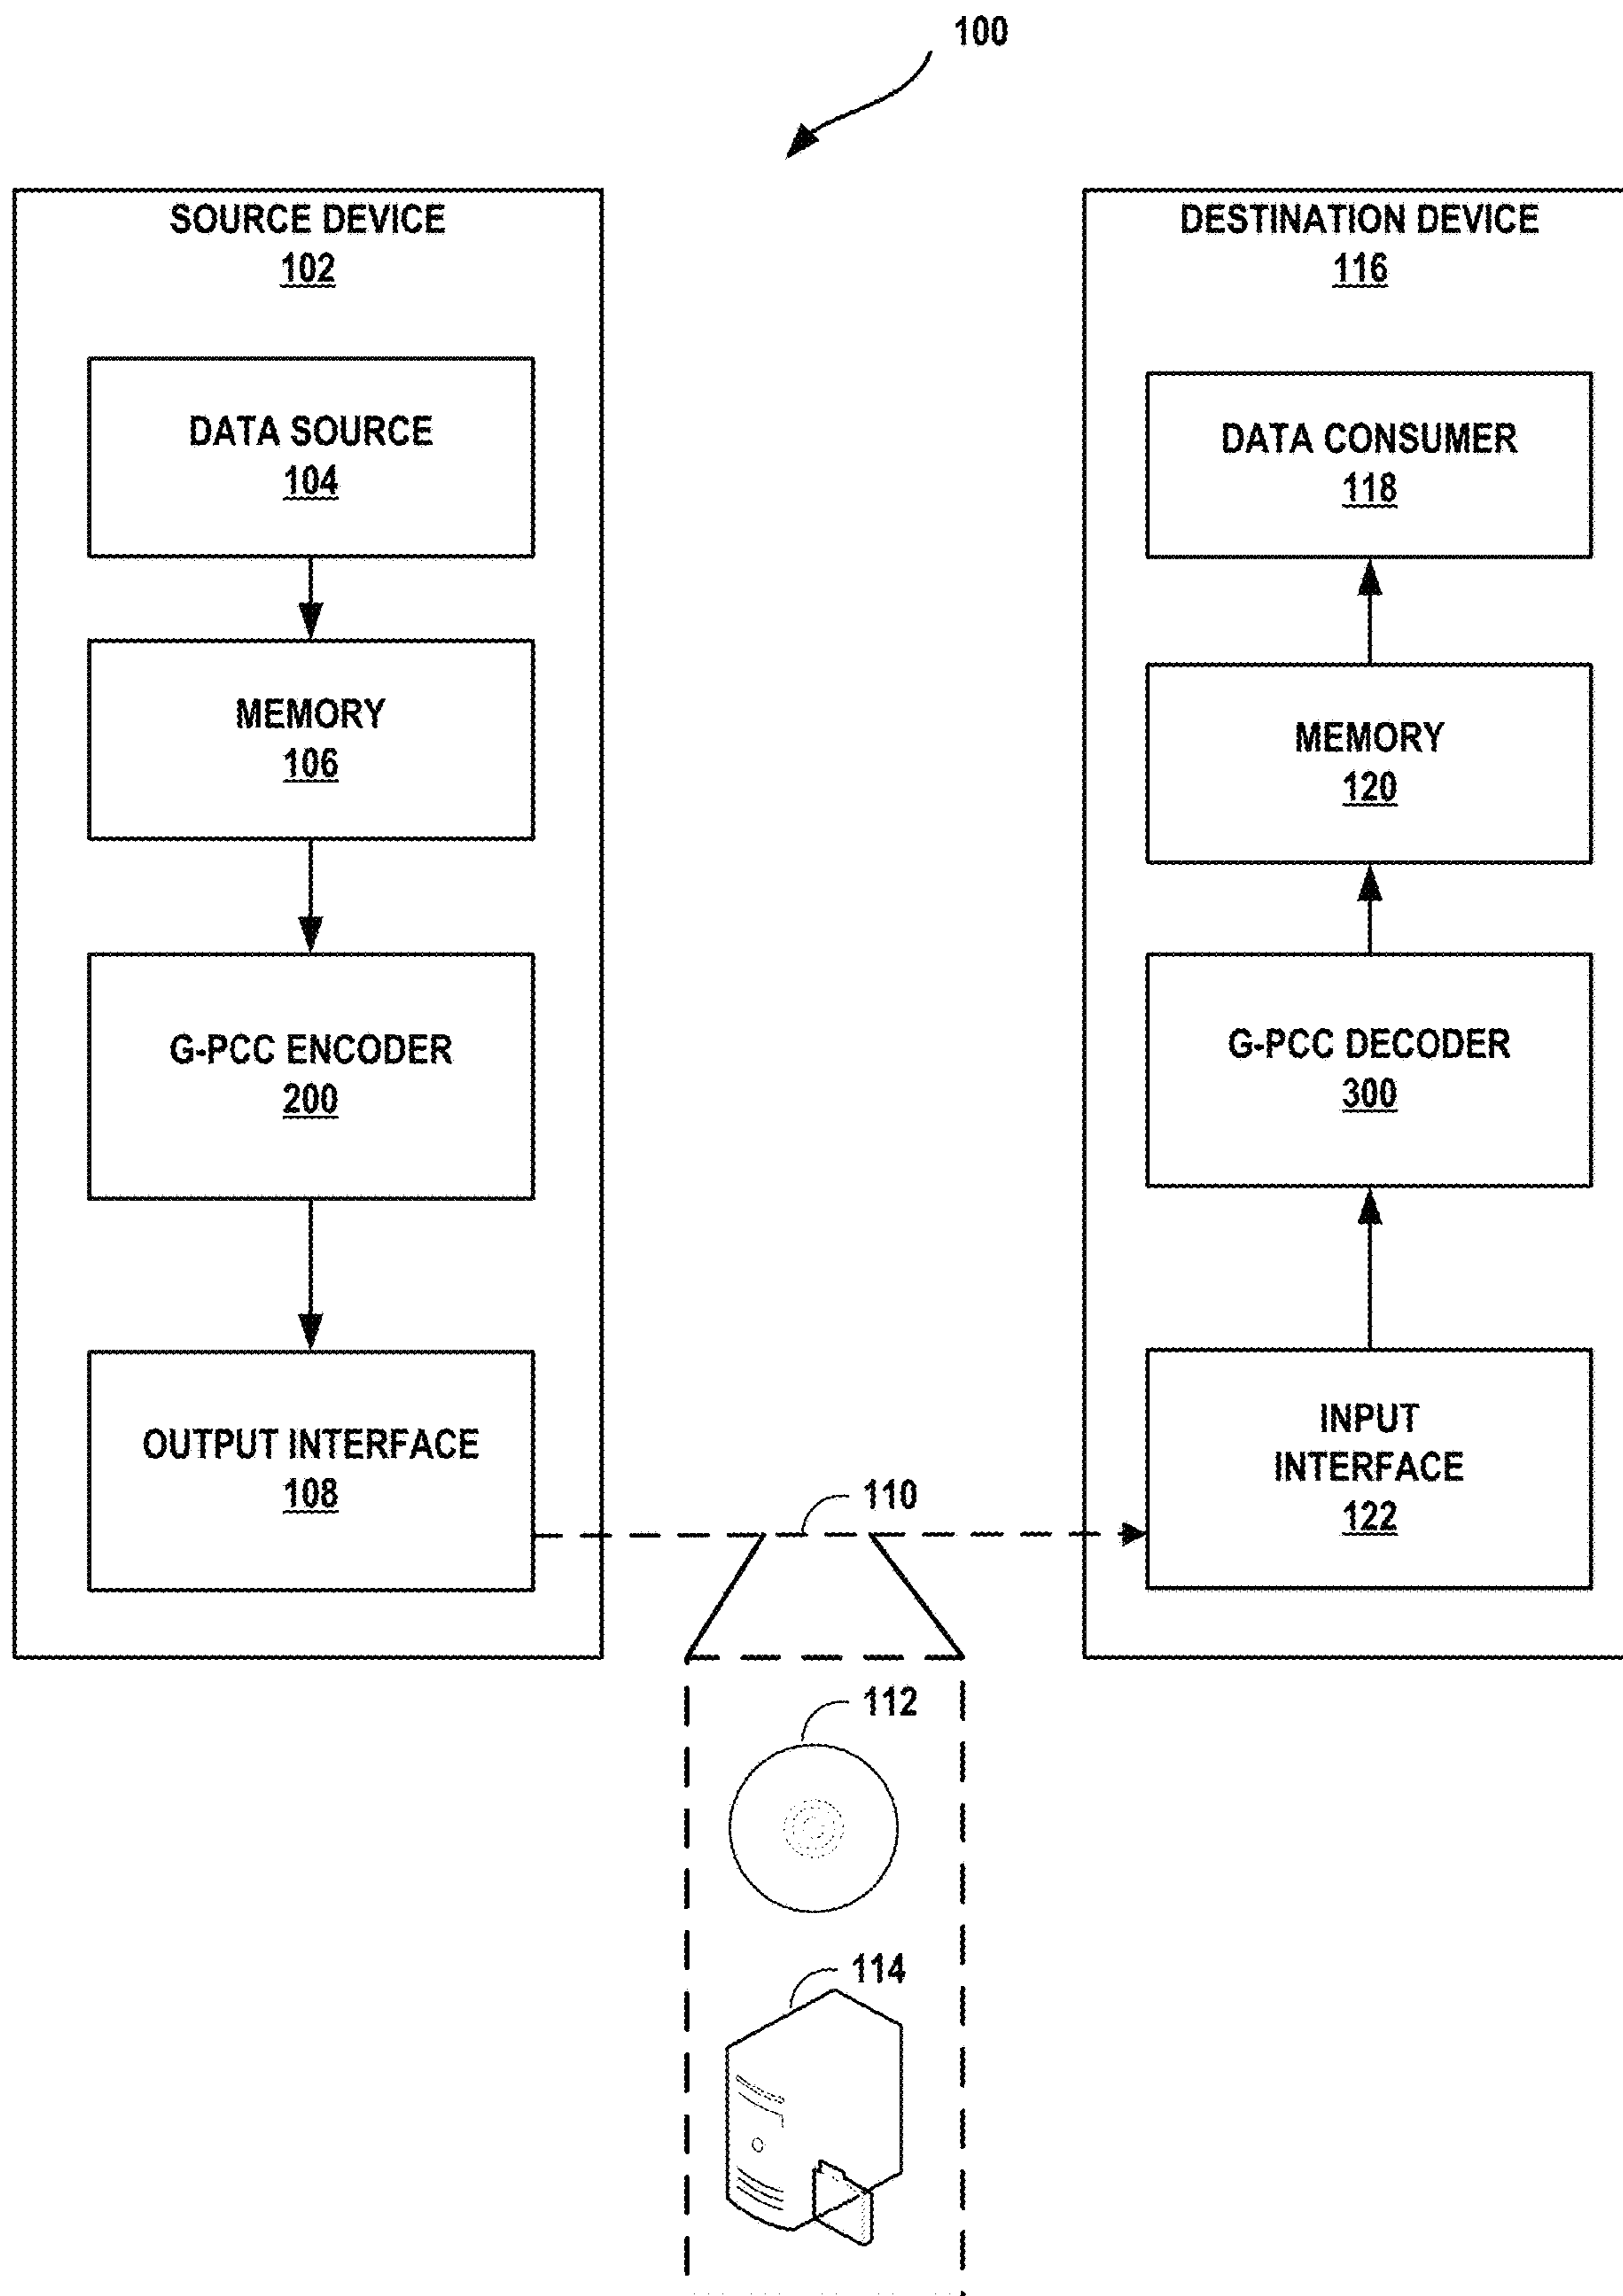 100
SOURCE DEVICE
102
DATA SOURCE
104
MEMORY
106
G-PCC ENCODER
200
OUTPUT INTERFACE
108
DESTINATION DEVICE
116
DATA CONSUMER
118
MEMORY
120
G-PCC DECODER
300
INPUT
INTERFACE
122
110
112
114